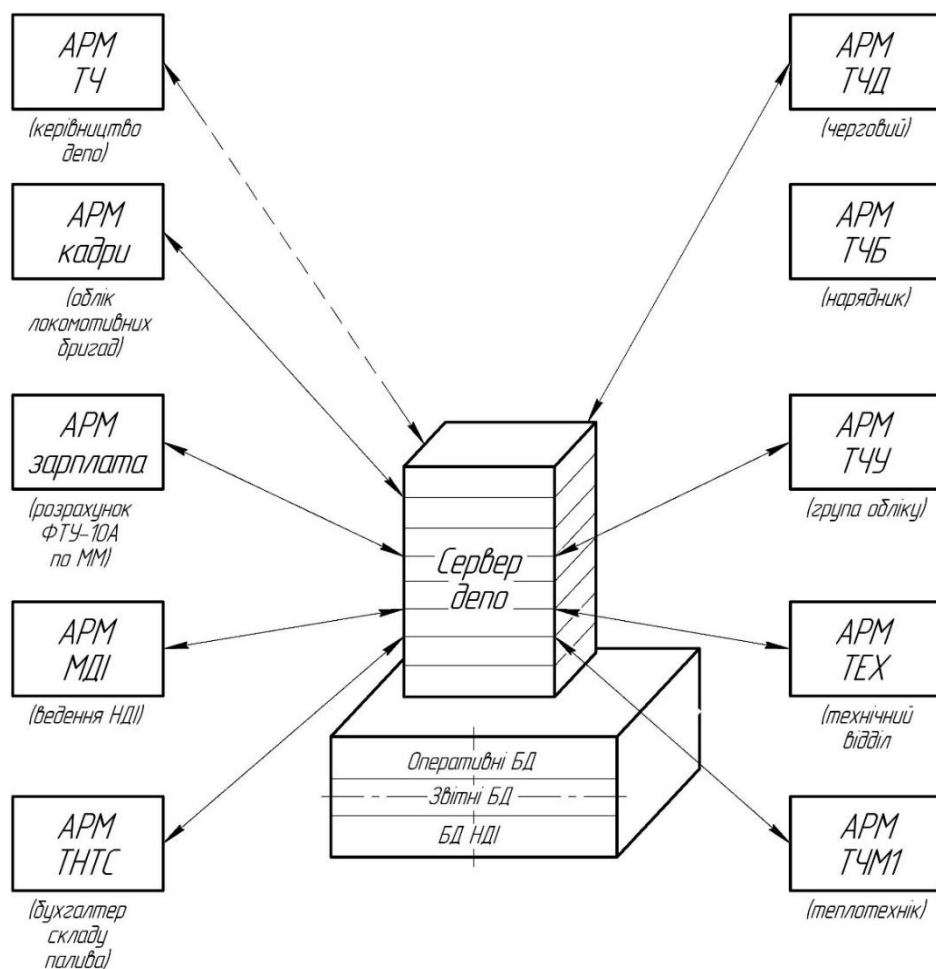 АРМ
ТЧ
(керівництво
депо)
АРМ
кадри
(облік
локомотивних
бригад)
АРМ
зарплата
(розрахунок
ФТУ-10А
по ММ)
АРМ
МДІ
(ведення НДІ)
АРМ
ТНТС
(бухгалтер
складу
палива)
Сервер
депо
Оперативні БД
Звітні БД
БД НДІ
АРМ
ТЧД
(черговий)
АРМ
ТЧБ
(нарядник)
АРМ
ТЧУ
(група обліку)
АРМ
ТЕХ
(технічний
відділ
АРМ
ТЧМ1
(теплотехнік)